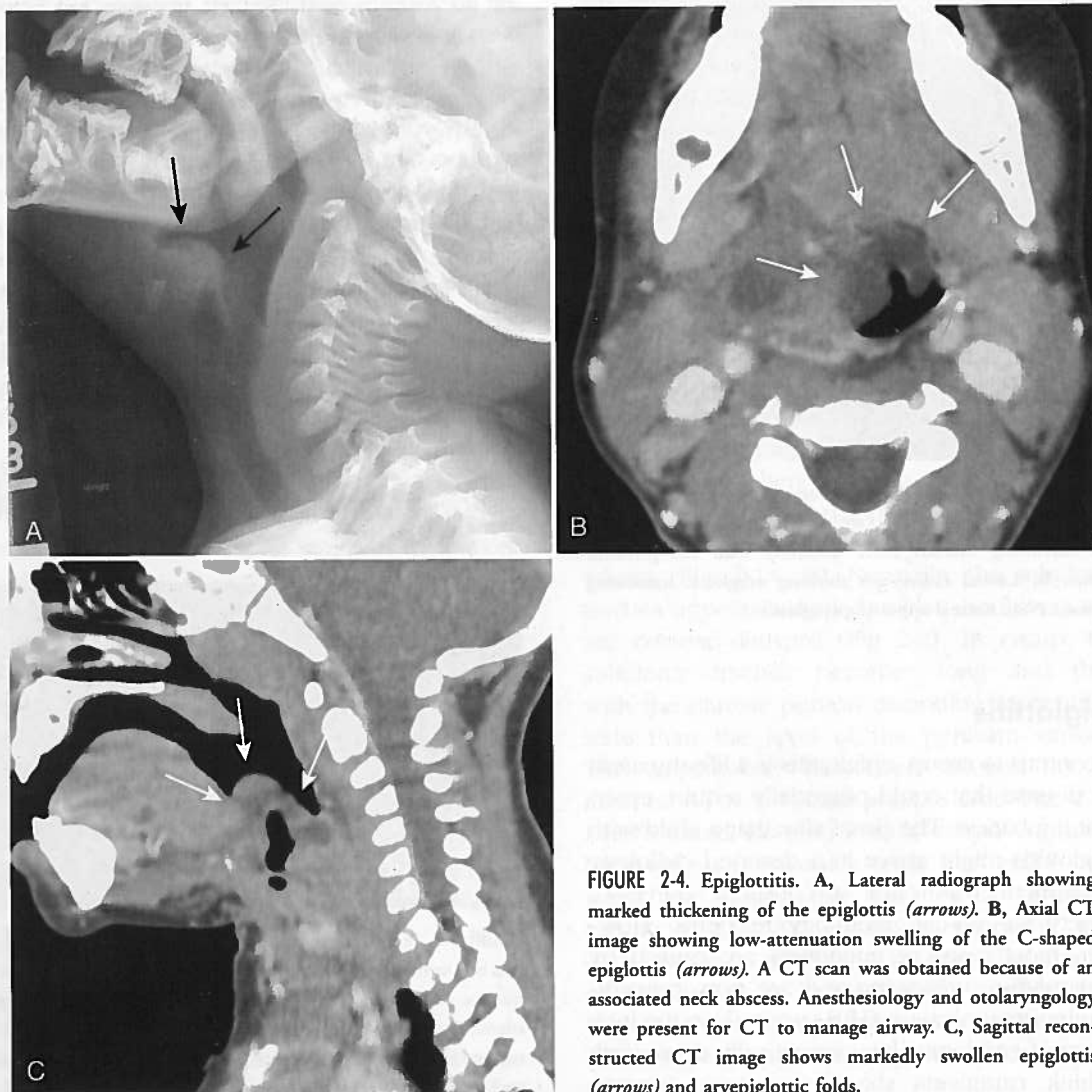 A
B
C
B
FIGURE 2-4. Epiglottitis. A, Lateral radiograph showing
marked thickening of the epiglottis (arrows). B, Axial CT
image showing low-attenuation swelling of the C-shaped
epiglottis (arrows). A CT scan was obtained because of an
associated neck abscess. Anesthesiology and otolaryngology
were present for CT to manage airway. C, Sagittal recon-
structed CT image shows markedly swollen epiglottis
(arrows) and aryepiglottic folds.